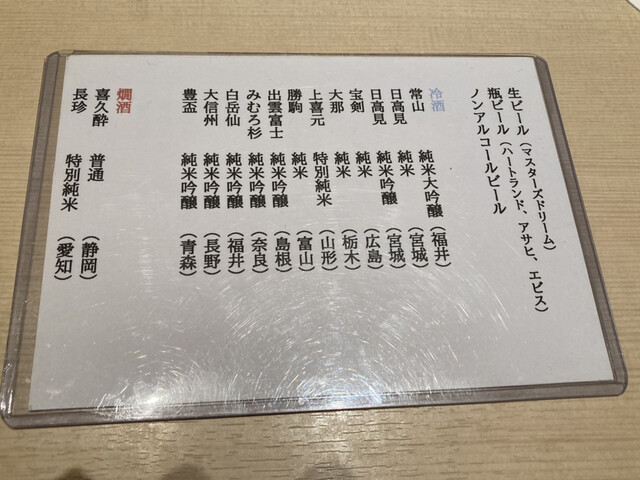 生ビール（マスターズドリーム）
瓶ビール（ハートランド、アサヒ、エビス）
ノンアルコールビール
冷酒
常山 純米大吟醸（福井）
日高見 純米（宮城）
日高見 純米吟醸（宮城）
宝剣 純米（広島）
大那 純米（栃木）
上喜元 特別純米（山形）
勝駒 純米（富山）
出雲富士 純米吟醸（島根）
みむろ杉 純米吟醸（奈良）
白岳仙 純米吟醸（福井）
大信州 純米吟醸（長野）
豊盃 純米吟醸（青森）
燗酒
喜久酔 普通（静岡）
長珍 特別純米（愛知）